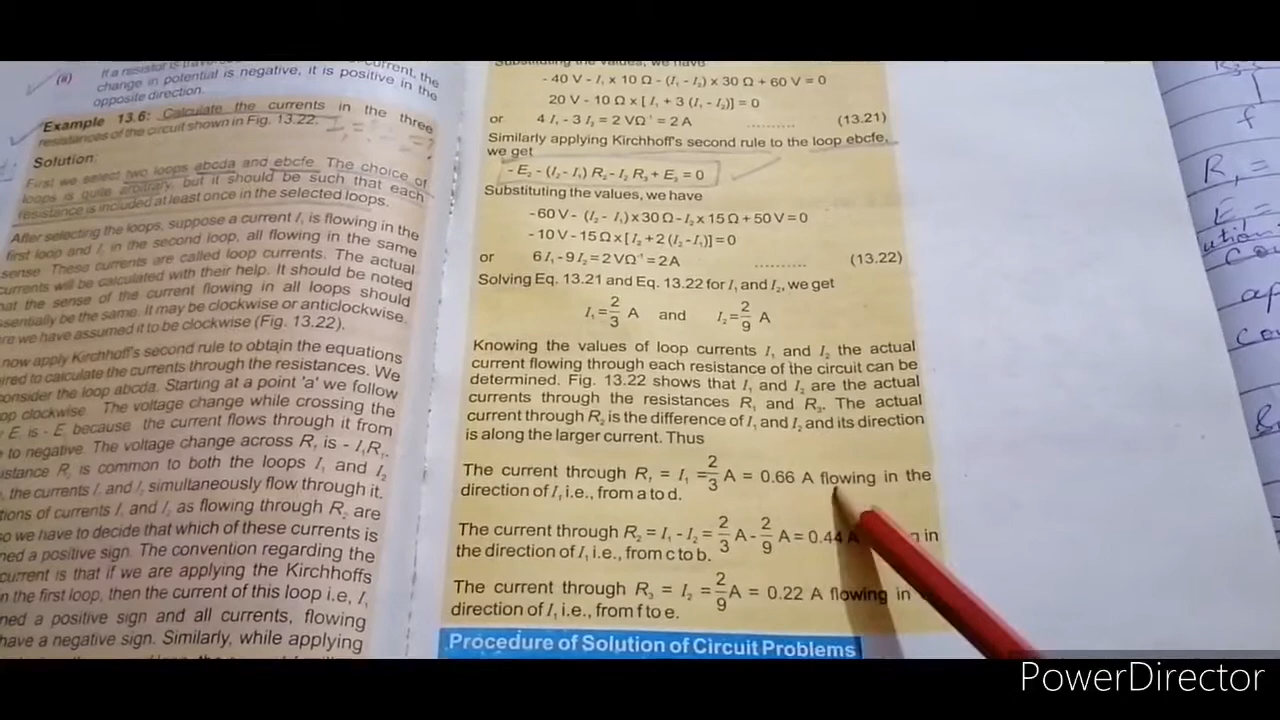 (ii) If a resistor is current, the
change in potential is negative, it is positive in the
opposite direction.
Example 13.6: Calculate the currents in the three
resistances of the circuit shown in Fig. 13.22.
Solution:
First we select two loops abcda and ebcfe. The choice of
loops is quite arbitrary, but it should be such that each
resistance is included at least once in the selected loops.
After selecting the loops, suppose a current I₁ is flowing in the
first loop and I₂ in the second loop, all flowing in the same
sense. These currents are called loop currents. The actual
currents will be calculated with their help. It should be noted
that the sense of the current flowing in all loops should
essentially be the same. It may be clockwise or anticlockwise.
we have assumed it to be clockwise (Fig. 13.22).
now apply Kirchhoff's second rule to obtain the equations
to calculate the currents through the resistances. We
consider the loop abcda. Starting at a point 'a' we follow
clockwise. The voltage change while crossing the
E₁ is - E₁ because the current flows through it from
to negative. The voltage change across R₁ is - I₁R₁.
R₂ is common to both the loops I₁ and I₂
, the currents I₁ and I₂ simultaneously flow through it.
of currents I₁ and I₂ as flowing through R₂ are
so we have to decide that which of these currents is
a positive sign. The convention regarding the
current is that if we are applying the Kirchhoffs
in the first loop, then the current of this loop i.e, I₁
a positive sign and all currents, flowing
have a negative sign. Similarly, while applying
Substituting the values, we have
- 40 V - I₁ x 10 Ω - (I₁ - I₂) x 30 Ω + 60 V = 0
20 V - 10 Ω x [ I₁ + 3 (I₁ - I₂)] = 0
or 4 I₁ - 3 I₂ = 2 VΩ⁻¹ = 2 A .......... (13.21)
Similarly applying Kirchhoff's second rule to the loop ebcfe,
we get
- E₂ - (I₂ - I₁) R₂ - I₂ R₃ + E₃ = 0
Substituting the values, we have
- 60 V - (I₂ - I₁) x 30 Ω - I₂ x 15 Ω + 50 V = 0
- 10 V - 15 Ω x [ I₂ + 2 (I₂ - I₁)] = 0
or 6 I₁ - 9 I₂ = 2 VΩ⁻¹ = 2A .......... (13.22)
Solving Eq. 13.21 and Eq. 13.22 for I₁ and I₂, we get
I₁ = 2/3 A and I₂ = 2/9 A
Knowing the values of loop currents I₁ and I₂ the actual
current flowing through each resistance of the circuit can be
determined. Fig. 13.22 shows that I₁ and I₂ are the actual
currents through the resistances R₁ and R₃. The actual
current through R₂ is the difference of I₁ and I₂ and its direction
is along the larger current. Thus
The current through R₁ = I₁ = 2/3 A = 0.66 A flowing in the
direction of I₁ i.e., from a to d.
The current through R₂ = I₁ - I₂ = 2/3 A - 2/9 A = 0.44 A in
the direction of I₁ i.e., from c to b.
The current through R₃ = I₂ = 2/9 A = 0.22 A flowing in
direction of I₁ i.e., from f to e.
Procedure of Solution of Circuit Problems
f
R₁ =
E₁ =
PowerDirector